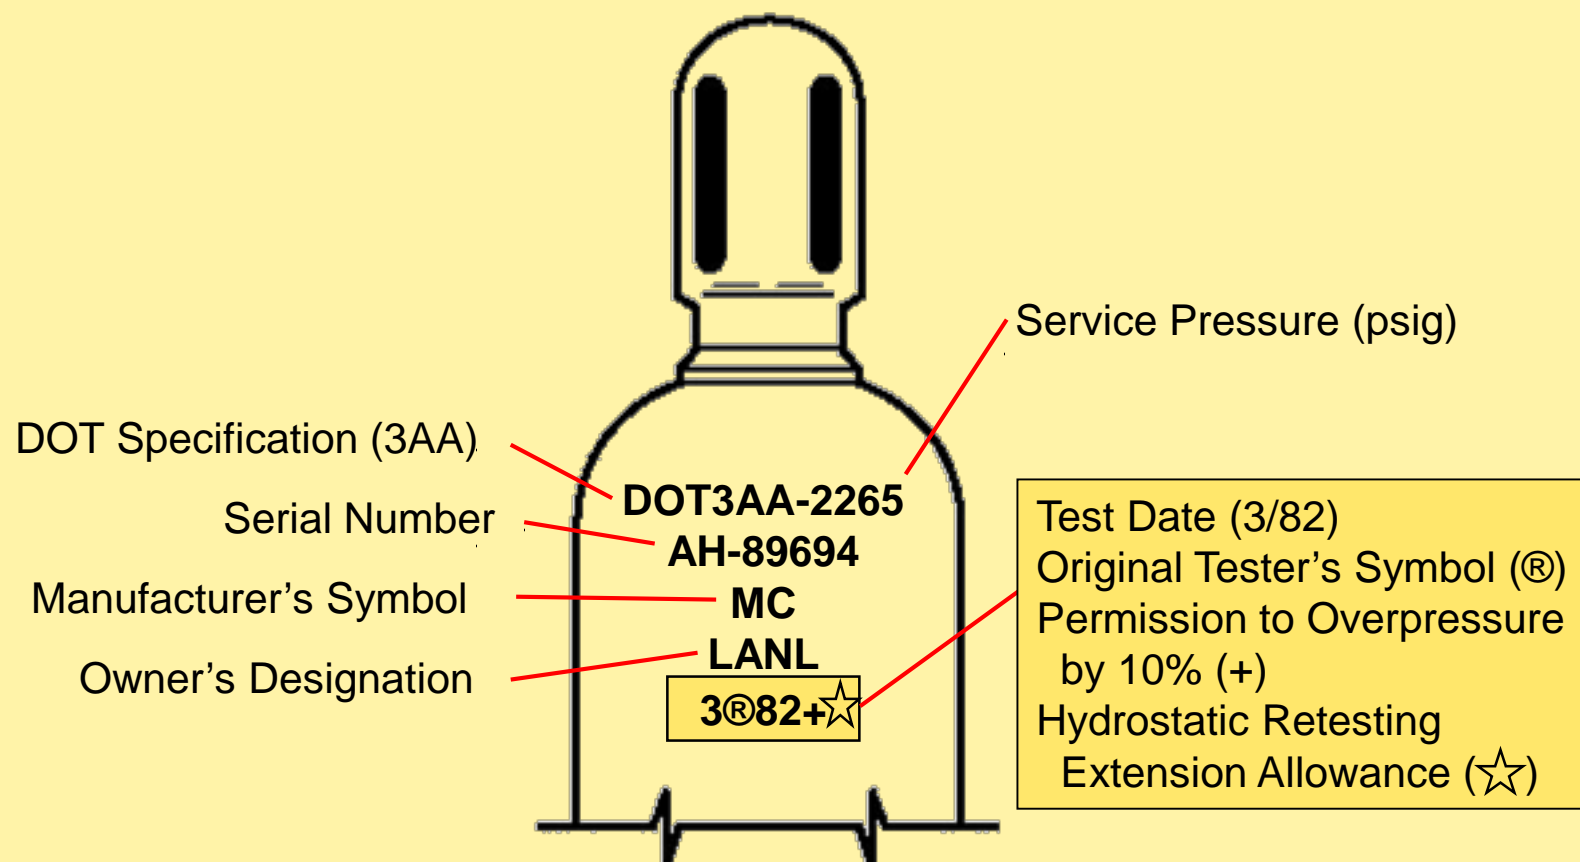 Service Pressure (psig)
DOT Specification (3AA)
Serial Number
Manufacturer’s Symbol
Owner’s Designation
DOT3AA-2265
AH-89694
MC
LANL
3®82+☆
Test Date (3/82)
Original Tester’s Symbol (®)
Permission to Overpressure
by 10% (+)
Hydrostatic Retesting
Extension Allowance (☆)